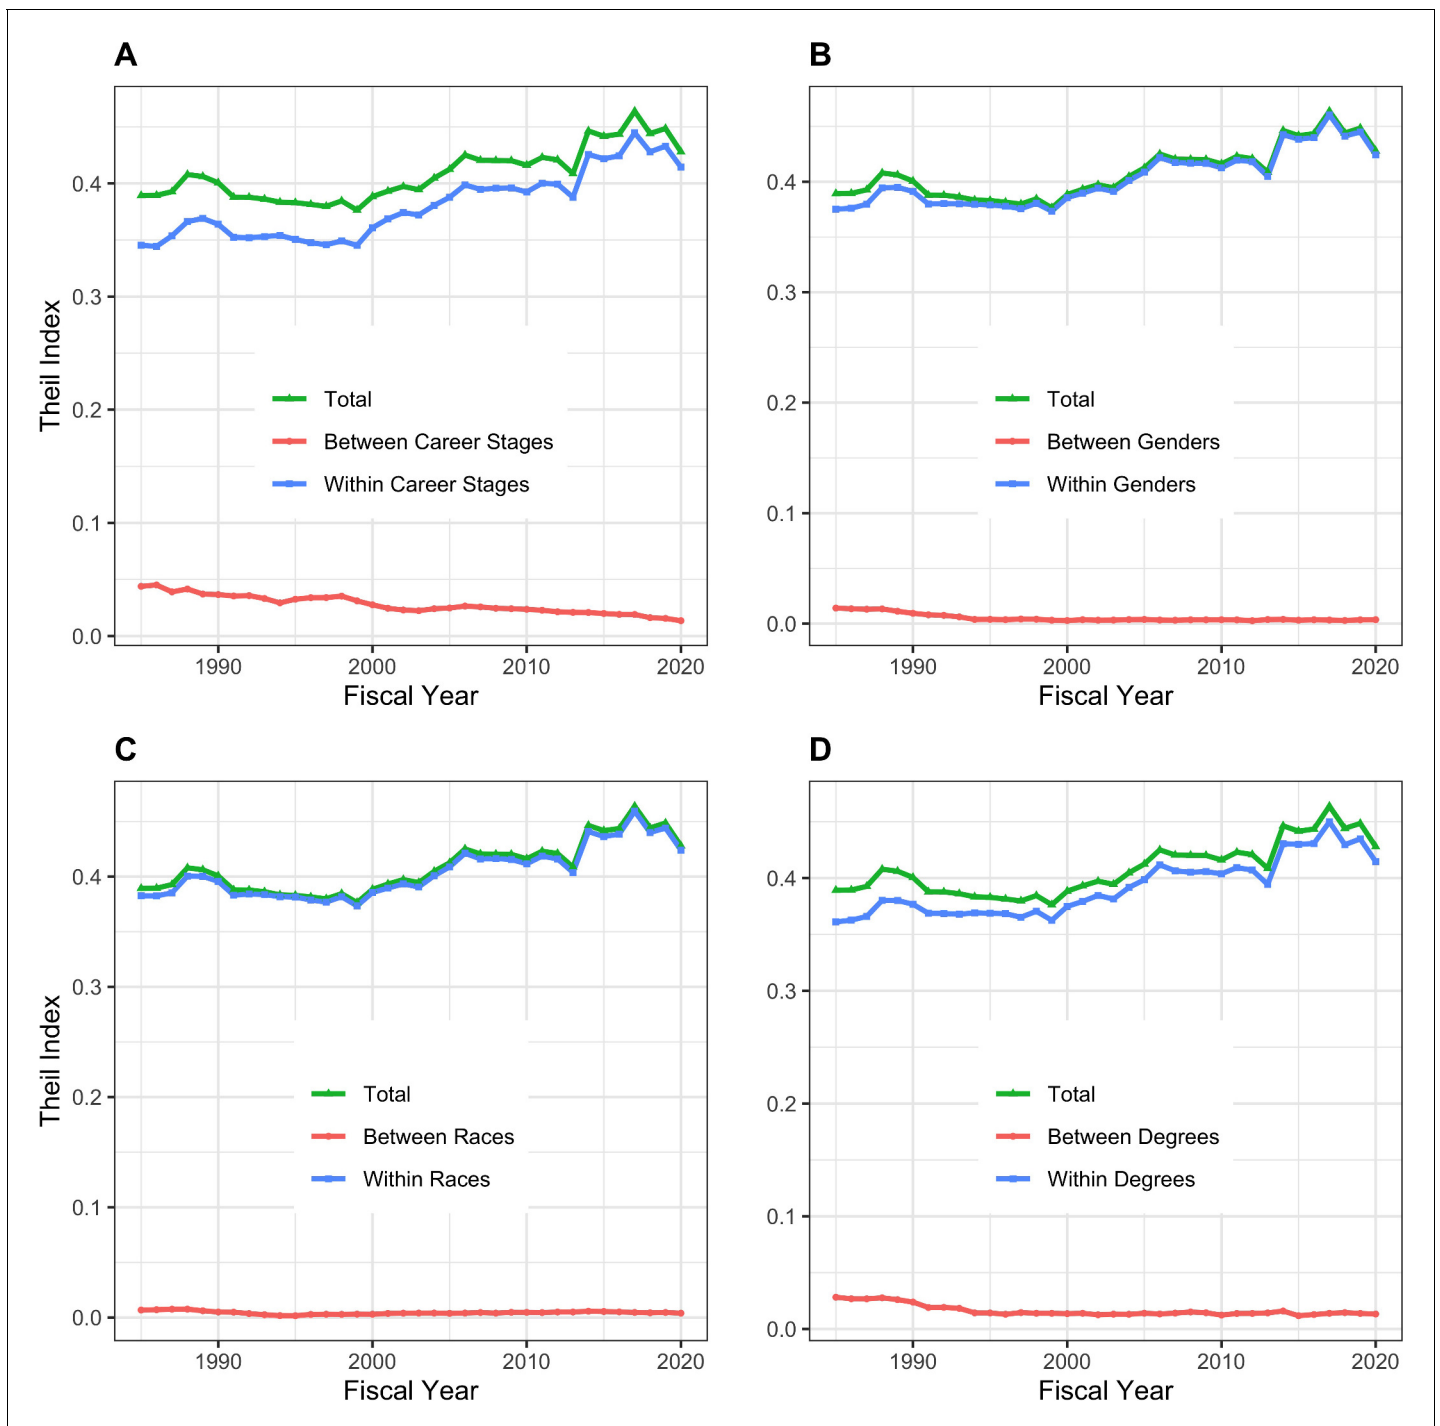 A
B
0.4
0.3
0.2
0.1
0.0
Theil Index
Total
Between Career Stages
Within Career Stages
1990
2000
2010
2020
Fiscal Year
0.4
0.3
0.2
0.1
0.0
Total
Between Genders
Within Genders
1990
2000
2010
2020
Fiscal Year
C
D
0.4
0.3
0.2
0.1
0.0
Theil Index
Total
Between Races
Within Races
1990
2000
2010
2020
Fiscal Year
0.4
0.3
0.2
0.1
0.0
Total
Between Degrees
Within Degrees
1990
2000
2010
2020
Fiscal Year